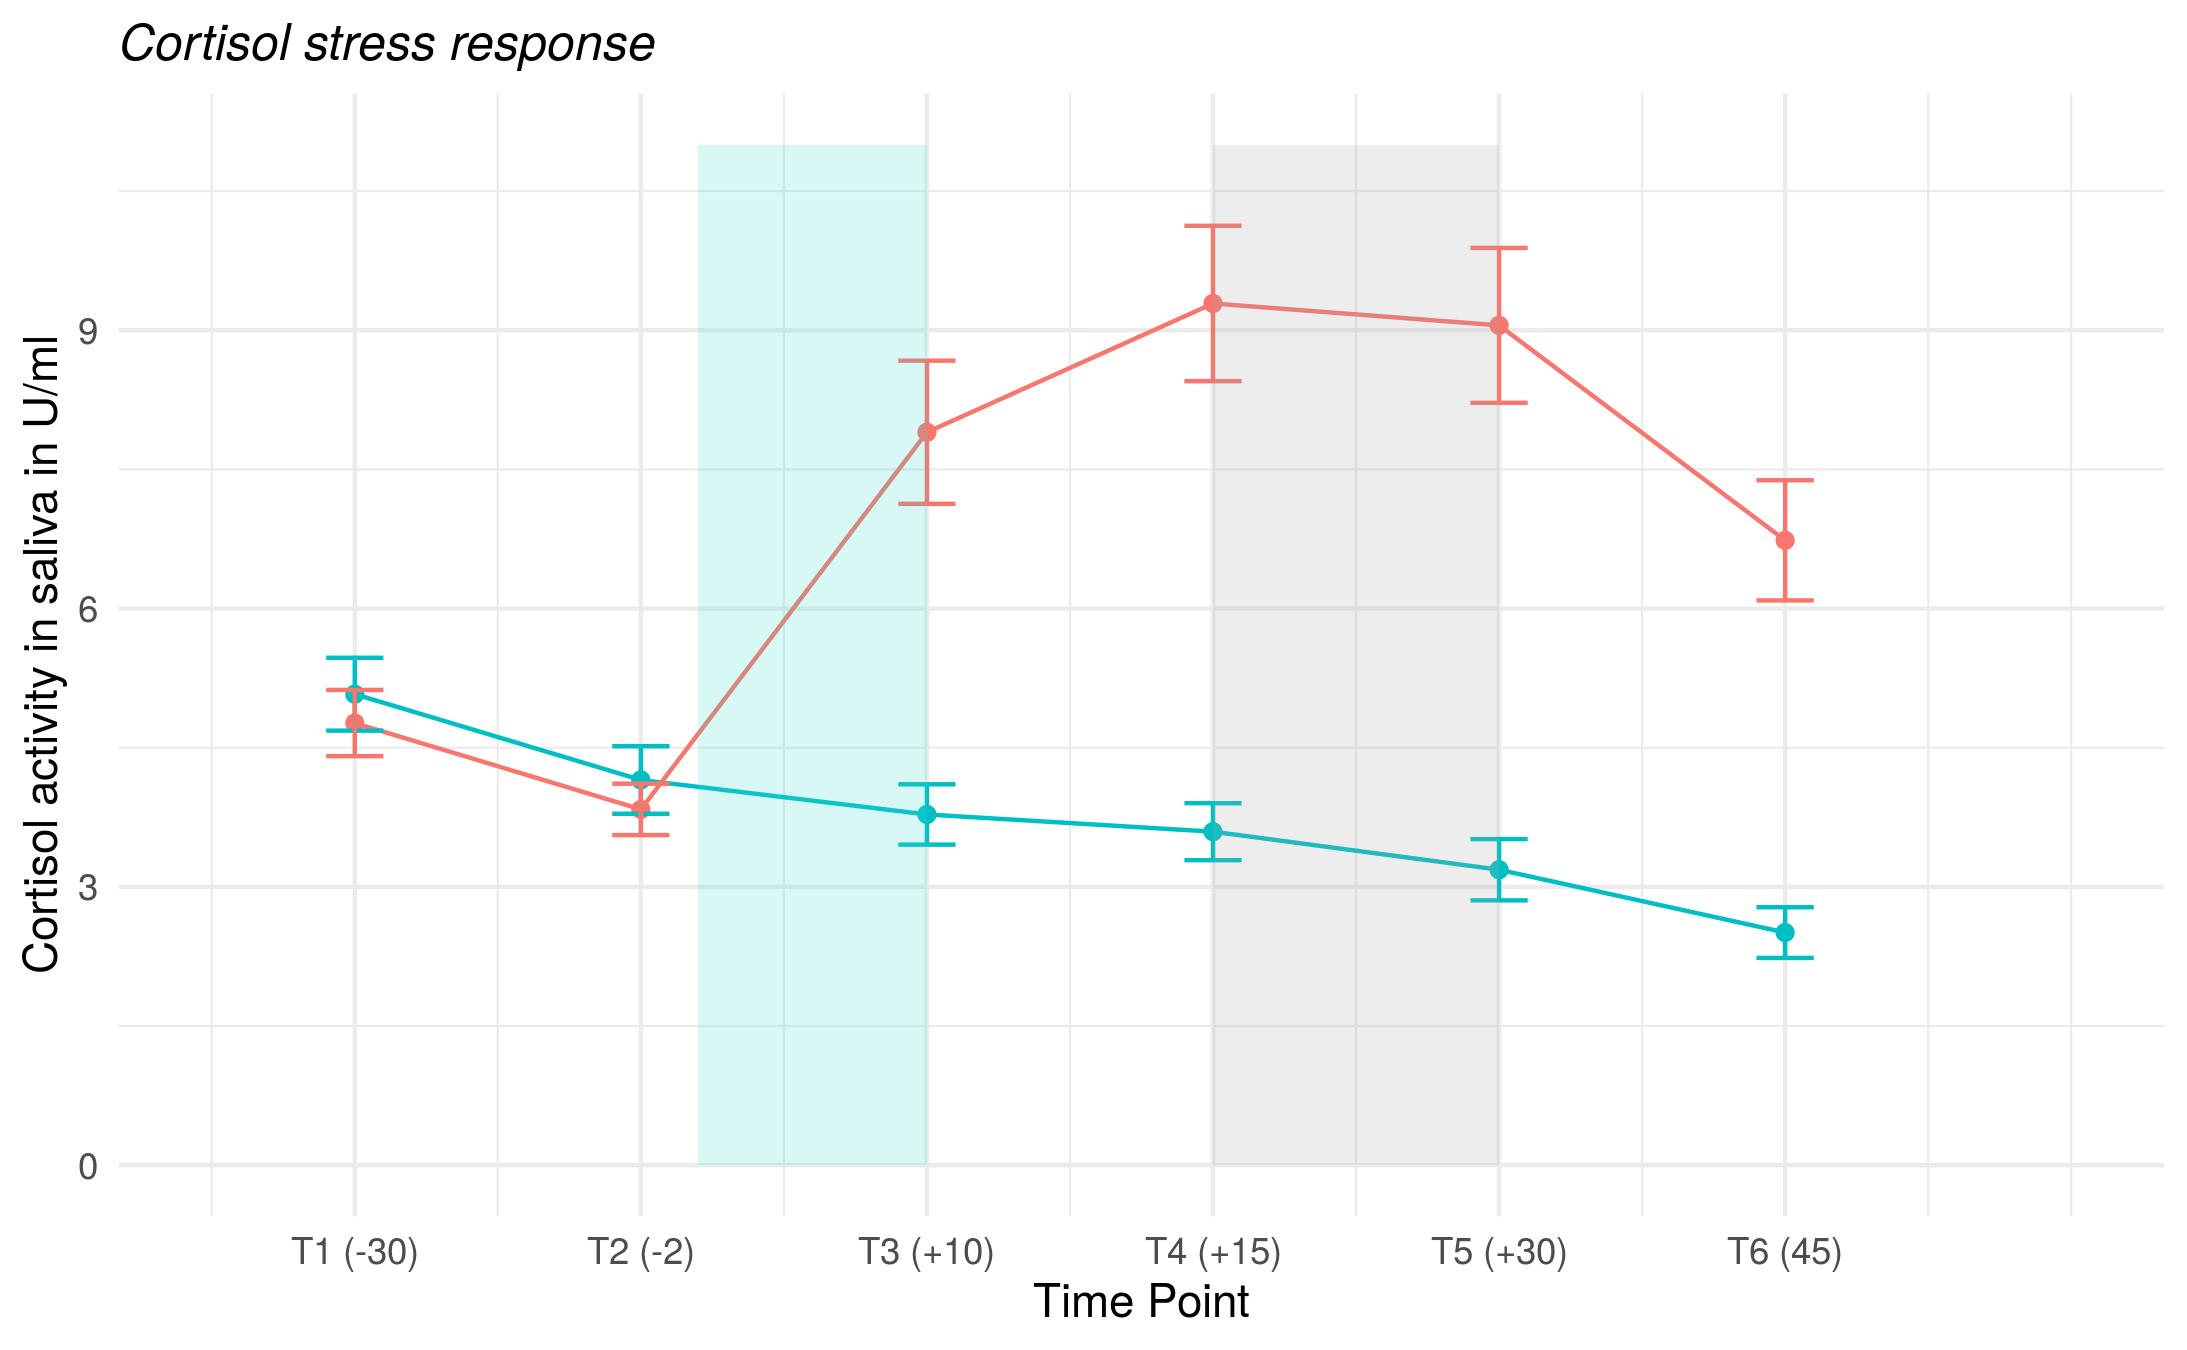 Cortisol stress response
Cortisol activity in saliva in U/ml
9
6
3
0
T1 (-30) T2 (-2) T3 (+10) T4 (+15) T5 (+30) T6 (45)
Time Point